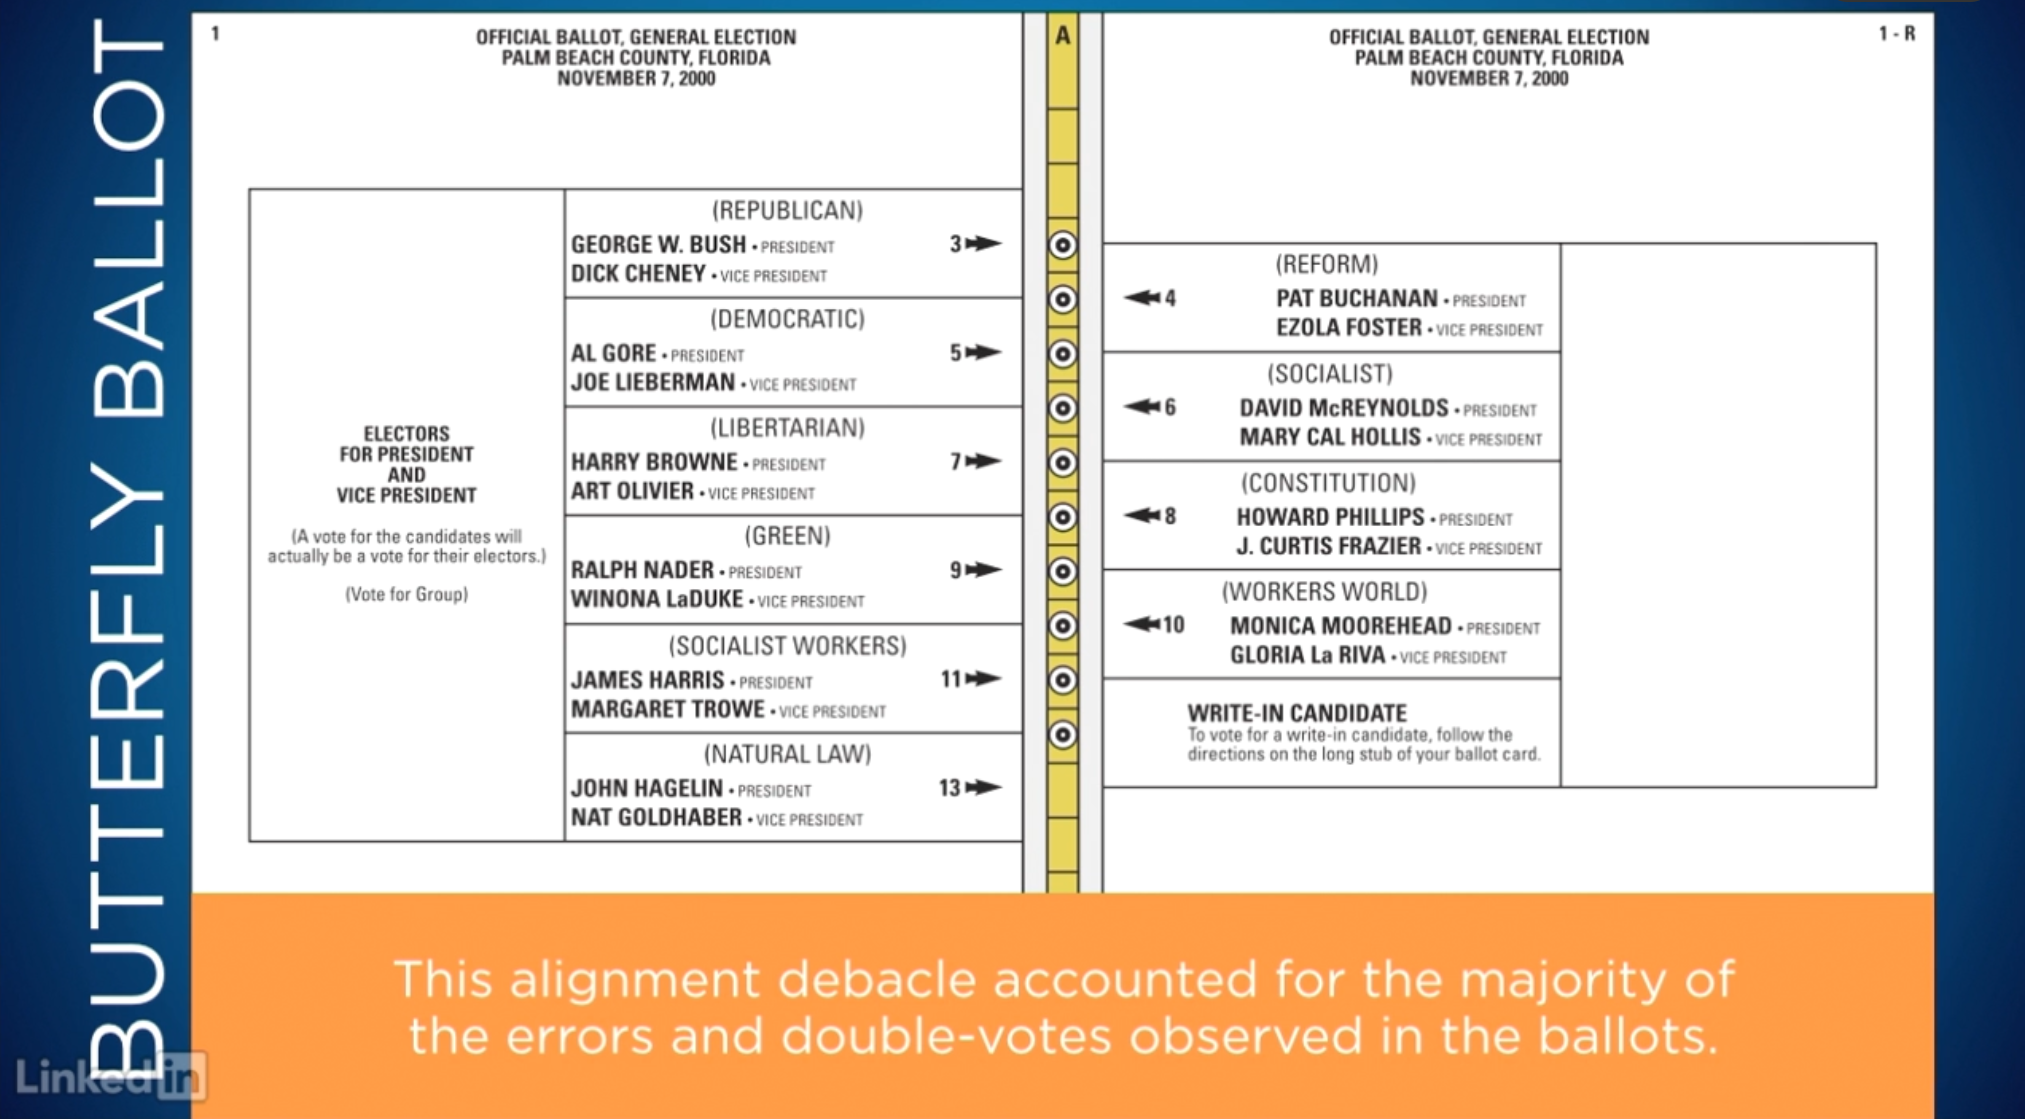 BUTTERFLY BALLOT
1
OFFICIAL BALLOT, GENERAL ELECTION
PALM BEACH COUNTY, FLORIDA
NOVEMBER 7, 2000
ELECTORS
FOR PRESIDENT
AND
VICE PRESIDENT
(A vote for the candidates will
actually be a vote for their electors.)
(Vote for Group)
(REPUBLICAN)
GEORGE W. BUSH • PRESIDENT 3
DICK CHENEY • VICE PRESIDENT
(DEMOCRATIC)
AL GORE • PRESIDENT 5
JOE LIEBERMAN • VICE PRESIDENT
(LIBERTARIAN)
HARRY BROWNE • PRESIDENT 7
ART OLIVIER • VICE PRESIDENT
(GREEN)
RALPH NADER • PRESIDENT 9
WINONA LaDUKE • VICE PRESIDENT
(SOCIALIST WORKERS)
JAMES HARRIS • PRESIDENT 11
MARGARET TROWE • VICE PRESIDENT
(NATURAL LAW)
JOHN HAGELIN • PRESIDENT 13
NAT GOLDHABER • VICE PRESIDENT
A
OFFICIAL BALLOT, GENERAL ELECTION
PALM BEACH COUNTY, FLORIDA
NOVEMBER 7, 2000
1 - R
(REFORM)
4 PAT BUCHANAN • PRESIDENT
EZOLA FOSTER • VICE PRESIDENT
(SOCIALIST)
6 DAVID McREYNOLDS • PRESIDENT
MARY CAL HOLLIS • VICE PRESIDENT
(CONSTITUTION)
8 HOWARD PHILLIPS • PRESIDENT
J. CURTIS FRAZIER • VICE PRESIDENT
(WORKERS WORLD)
10 MONICA MOOREHEAD • PRESIDENT
GLORIA La RIVA • VICE PRESIDENT
WRITE-IN CANDIDATE
To vote for a write-in candidate, follow the
directions on the long stub of your ballot card.
This alignment debacle accounted for the majority of
the errors and double-votes observed in the ballots.
Linked in